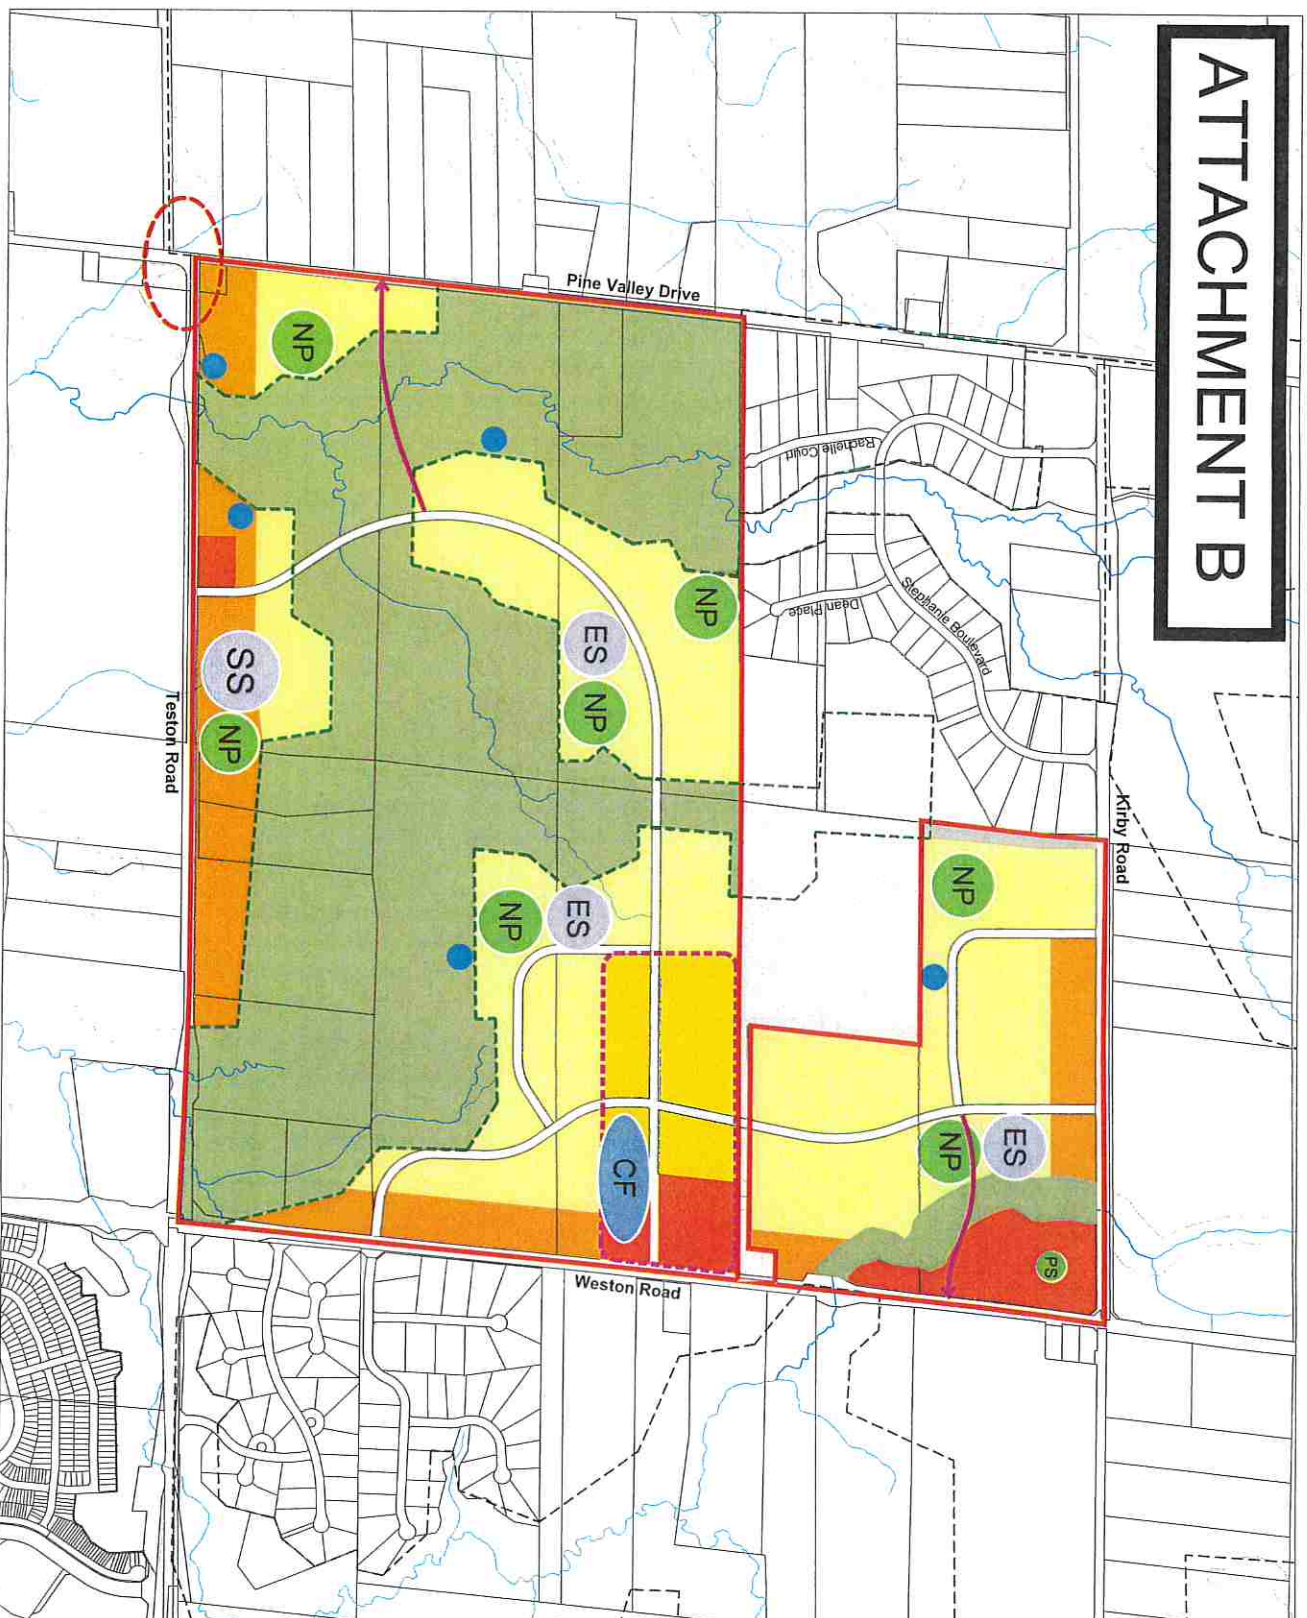 ATTACHMENT B
Kirby Road
PS
ES
NP
NP
Stephanie Boulevard
Rachelle Court
Dean Place
Pine Valley Drive
Weston Road
CF
NP
ES
NP
ES
NP
NP
SS
NP
Teston Road